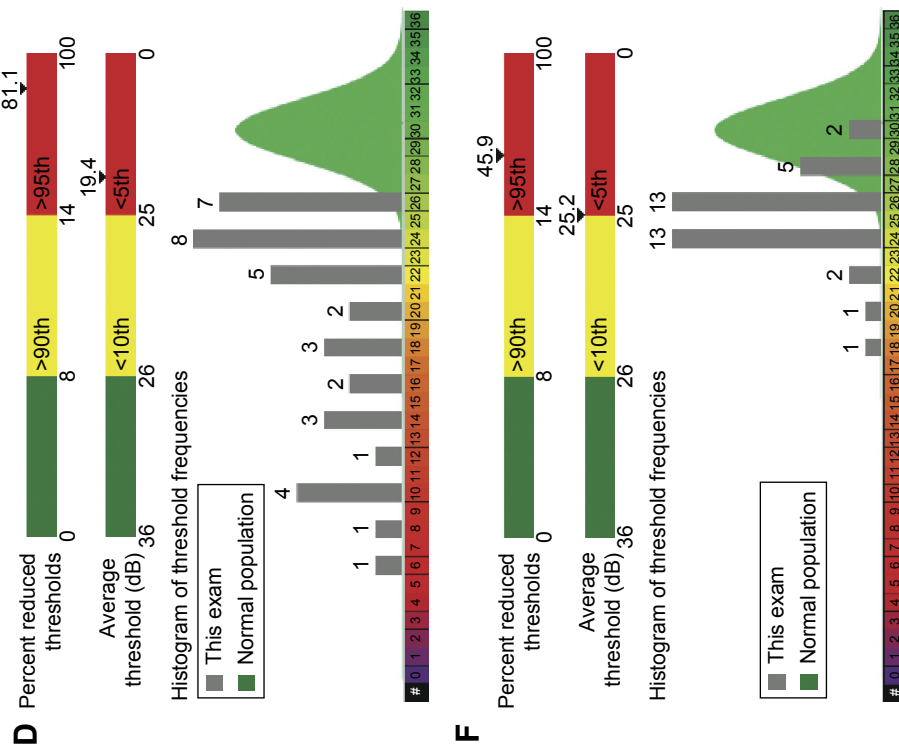 D
Percent reduced
thresholds
81.1
>90th >95th
0 8 14 100
Average
threshold (dB)
19.4
<10th <5th
36 26 25 0
Histogram of threshold frequencies
This exam
Normal population
1 1 4 1 3 2 3 2 5 8 7
# 0 1 2 3 4 5 6 7 8 9 10 11 12 13 14 15 16 17 18 19 20 21 22 23 24 25 26 27 28 29 30 31 32 33 34 35 36
F
Percent reduced
thresholds
45.9
>90th >95th
0 8 14 100
Average
threshold (dB)
25.2
<10th <5th
36 26 25 0
Histogram of threshold frequencies
This exam
Normal population
1 1 2 13 13 5 2
# 0 1 2 3 4 5 6 7 8 9 10 11 12 13 14 15 16 17 18 19 20 21 22 23 24 25 26 27 28 29 30 31 32 33 34 35 36